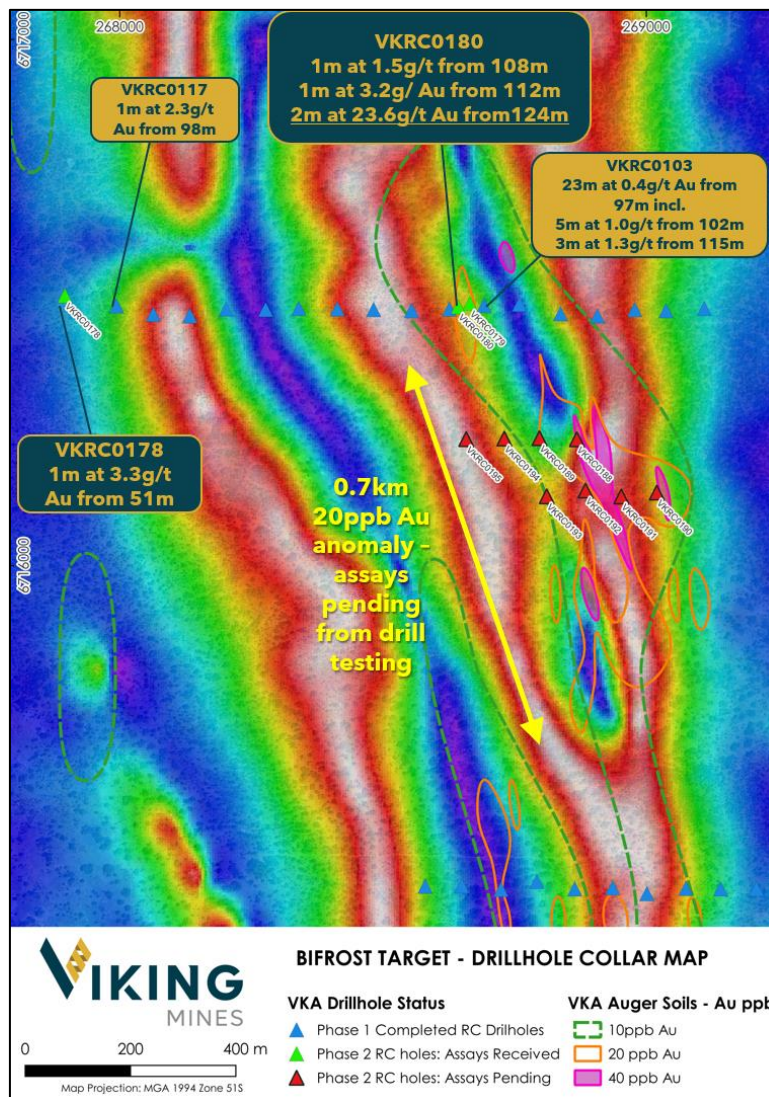 6717000
268000
269000
VKRC0180
1m at 1.5g/t from 108m
1m at 3.2g/ Au from 112m
2m at 23.6g/t Au from124m
VKRC0117
1m at 2.3g/t
Au from 98m
VKRC0103
23m at 0.4g/t Au from
97m incl.
5m at 1.0g/t from 102m
3m at 1.3g/t from 115m
VKRC0178
VKRC0179
VKRC0180
VKRC0178
1m at 3.3g/t
Au from 51m
VKRC0195
VKRC0194
VKRC0189
VKRC0188
VKRC0193
VKRC0192
VKRC0191
VKRC0190
0.7km
20ppb Au
anomaly –
assays
pending
from drill
testing
6716000
VIKING
MINES
0 200 400 m
Map Projection: MGA 1994 Zone 51S
BIFROST TARGET - DRILLHOLE COLLAR MAP
VKA Drillhole Status
Phase 1 Completed RC Drilholes
Phase 2 RC holes: Assays Received
Phase 2 RC holes: Assays Pending
VKA Auger Soils - Au ppb
10ppb Au
20 ppb Au
40 ppb Au